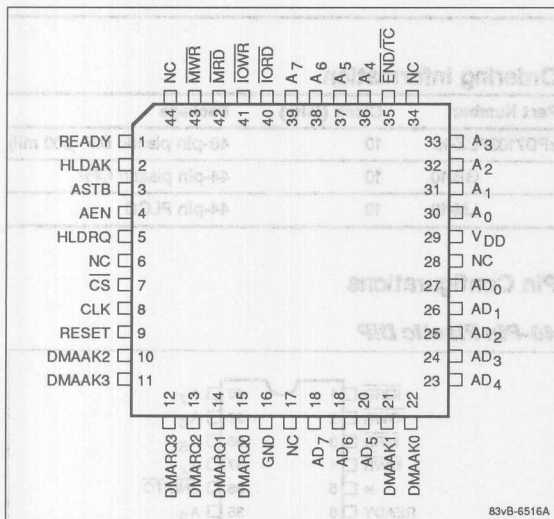 NC MWR MRD IOWR IORD A7 A6 A5 A4 END/TC NC
44 43 42 41 40 39 38 37 36 35 34
READY 1 33 A3
HLDAK 2 32 A2
ASTB 3 31 A1
AEN 4 30 A0
HLDRQ 5 29 VDD
NC 6 28 NC
CS 7 27 AD0
CLK 8 26 AD1
RESET 9 25 AD2
DMAAK2 10 24 AD3
DMAAK3 11 23 AD4
12 13 14 15 16 17 18 18 20 21 22
DMARQ3 DMARQ2 DMARQ1 DMARQ0 GND NC AD7 AD6 AD5 DMAAK1 DMAAK0
83vB-6516A